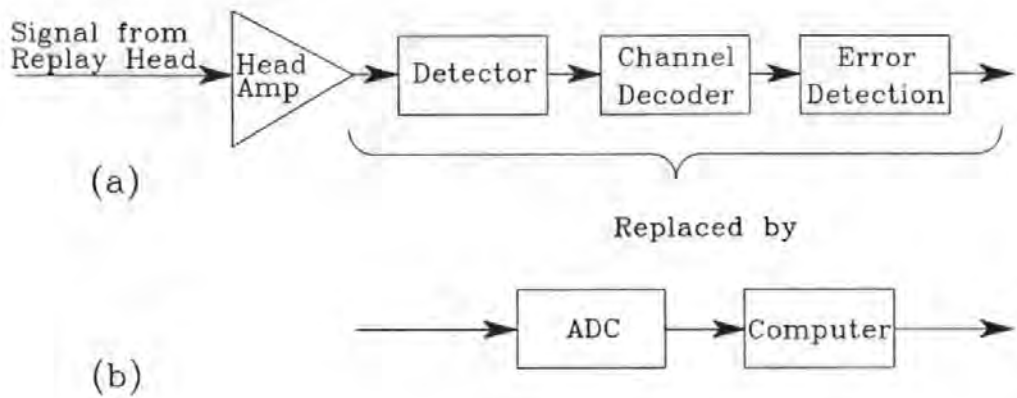 Signal from
Replay Head
Head
Amp
Detector
Channel
Decoder
Error
Detection
(a)
Replaced by
ADC
Computer
(b)